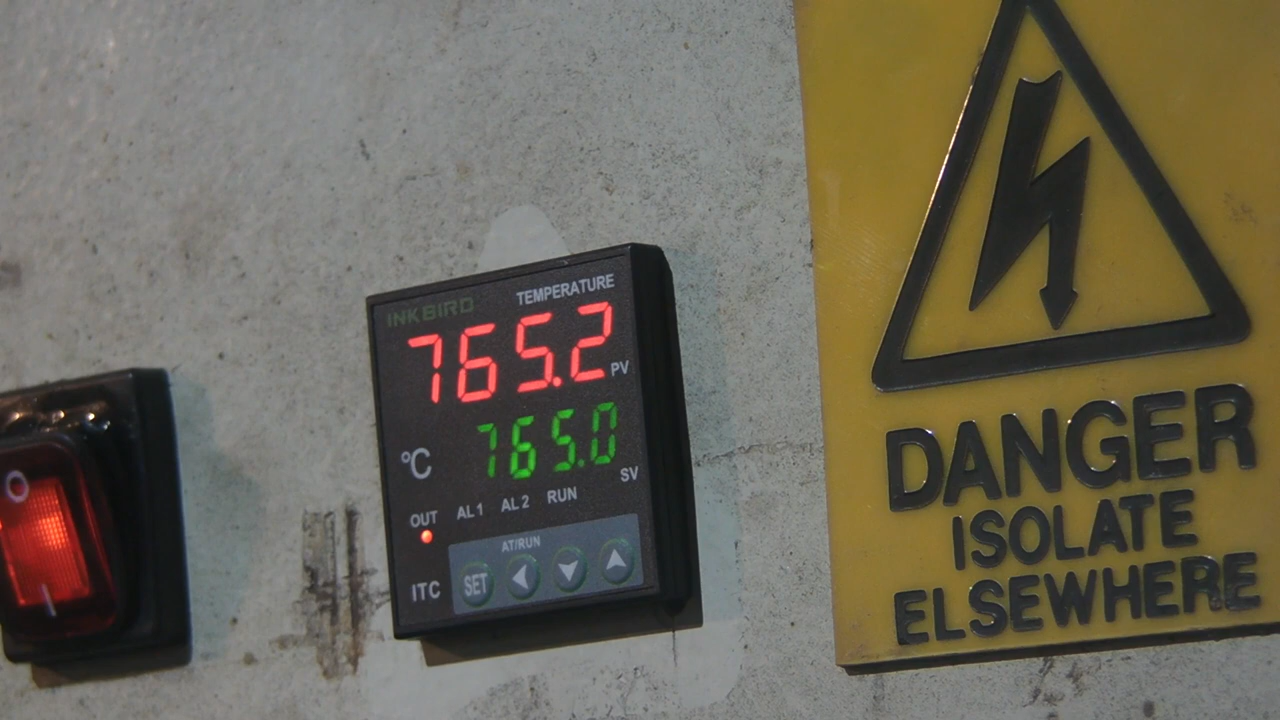 INKBIRD
TEMPERATURE
765.2
PV
765.0
°C
SV
OUT AL1 AL2 RUN
AT/RUN
ITC SET
DANGER
ISOLATE
ELSEWHERE